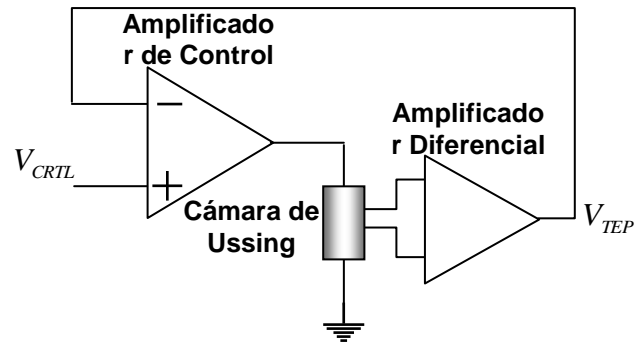 Amplificado
r de Control
−
V_CRTL
+
Amplificado
r Diferencial
Cámara de
Ussing
V_TEP